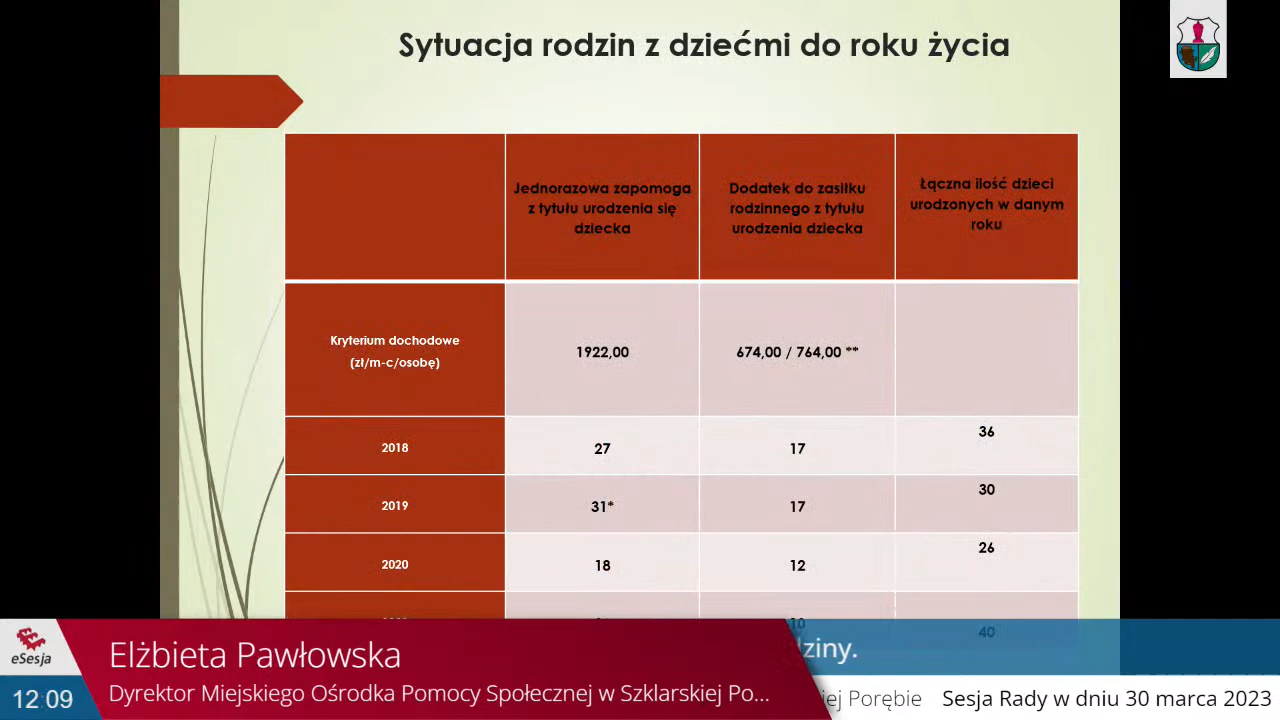 Sytuacja rodzin z dziećmi do roku życia
Jednorazowa zapomoga
z tytułu urodzenia się
dziecka
Dodatek do zasiłku
rodzinnego z tytułu
urodzenia dziecka
Łączna ilość dzieci
urodzonych w danym
roku
Kryterium dochodowe
(zł/m-c/osobę)
1922,00
674,00 / 764,00 **
2018
27
17
36
2019
31*
17
30
2020
18
12
26
10
40
eSesja
Elżbieta Pawłowska
dziny.
12:09
Dyrektor Miejskiego Ośrodka Pomocy Społecznej w Szklarskiej Po...
ej Porębie
Sesja Rady w dniu 30 marca 2023